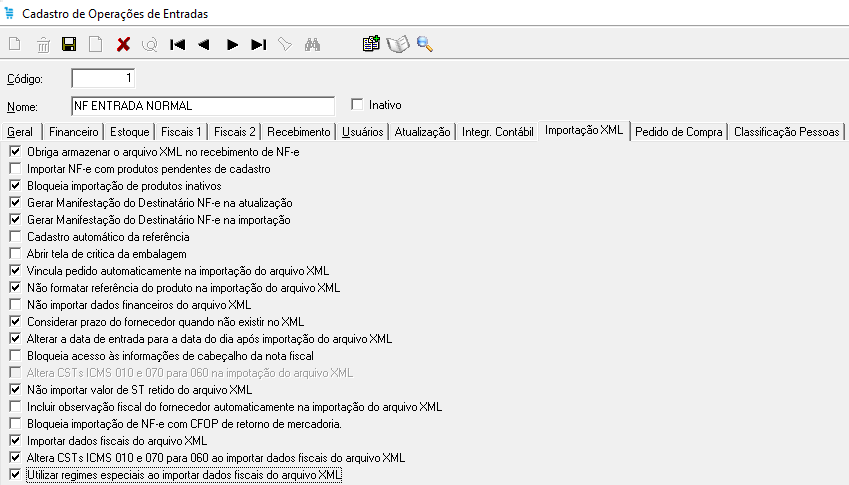 Cadastro de Operações de Entradas
Código: 1
Nome: NF ENTRADA NORMAL Inativo
Geral Financeiro Estoque Fiscais 1 Fiscais 2 Recebimento Usuários Atualização Integr. Contábil Importação XML Pedido de Compra Classificação Pessoas
Obriga armazenar o arquivo XML no recebimento de NF-e
Importar NF-e com produtos pendentes de cadastro
Bloqueia importação de produtos inativos
Gerar Manifestação do Destinatário NF-e na atualização
Gerar Manifestação do Destinatário NF-e na importação
Cadastro automático da referência
Abrir tela de critica da embalagem
Vincula pedido automaticamente na importação do arquivo XML
Não formatar referência do produto na importação do arquivo XML
Não importar dados financeiros do arquivo XML
Considerar prazo do fornecedor quando não existir no XML
Alterar a data de entrada para a data do dia após importação do arquivo XML
Bloqueia acesso às informações de cabeçalho da nota fiscal
Altera CSTs ICMS 010 e 070 para 060 na impotação do arquivo XML
Não importar valor de ST retido do arquivo XML
Incluir observação fiscal do fornecedor automaticamente na importação do arquivo XML
Bloqueia importação de NF-e com CFOP de retorno de mercadoria.
Importar dados fiscais do arquivo XML
Altera CSTs ICMS 010 e 070 para 060 ao importar dados fiscais do arquivo XML
Utilizar regimes especiais ao importar dados fiscais do arquivo XML